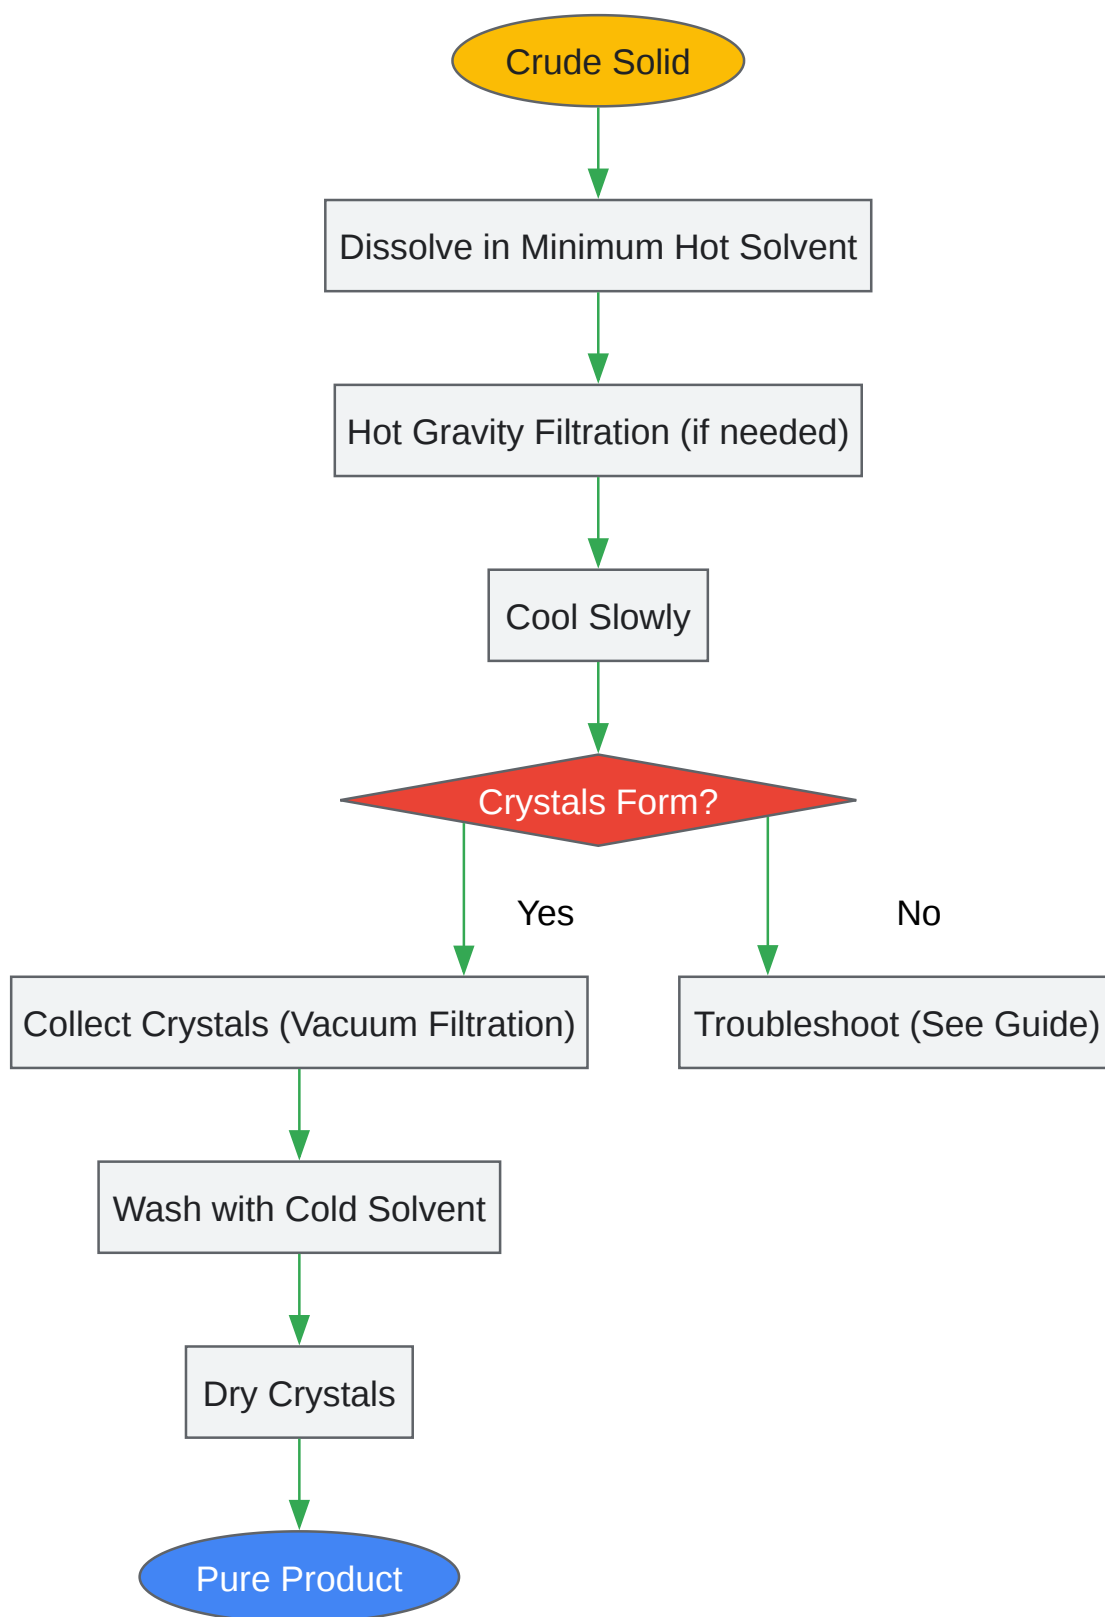 Crude Solid
Dissolve in Minimum Hot Solvent
Hot Gravity Filtration (if needed)
Cool Slowly
Crystals Form?
Yes
No
Collect Crystals (Vacuum Filtration)
Troubleshoot (See Guide)
Wash with Cold Solvent
Dry Crystals
Pure Product